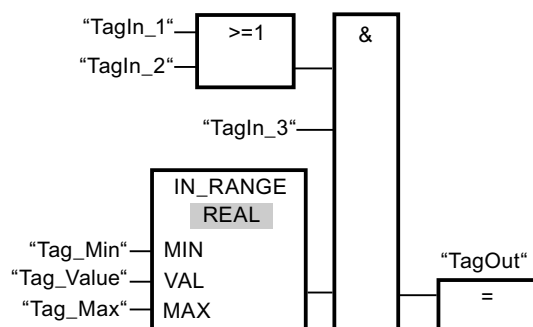 “TagIn_1“
>=1
&
“TagIn_2“
“TagIn_3“
IN_RANGE
REAL
“Tag_Min“
MIN
“TagOut“
“Tag_Value“
VAL
=
“Tag_Max“
MAX